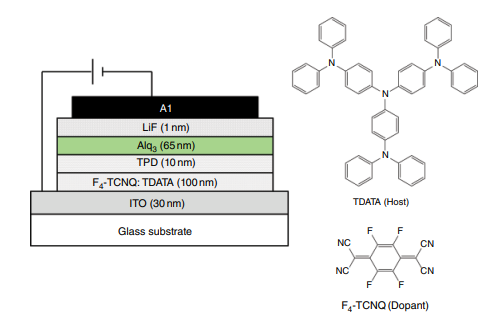 A1
LiF (1 nm)
Alq₃ (65 nm)
TPD (10 nm)
F₄-TCNQ: TDATA (100 nm)
ITO (30 nm)
Glass substrate
N
N
N
N
TDATA (Host)
F
F
NC
CN
NC
CN
F
F
F₄-TCNQ (Dopant)